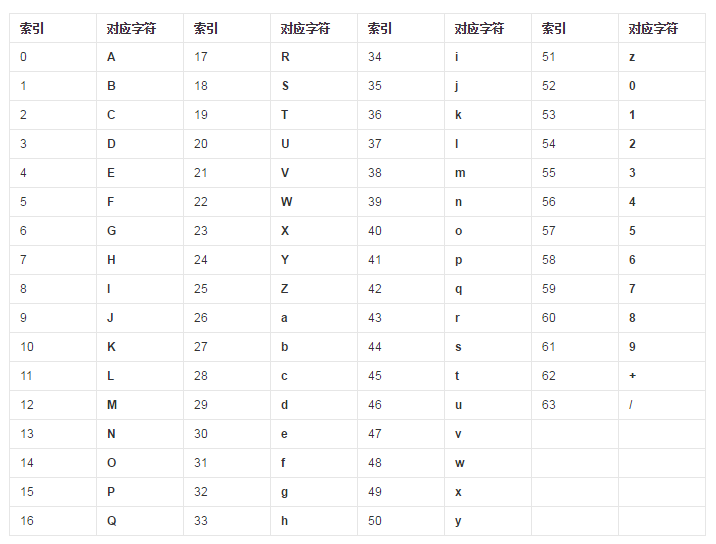 索引 对应字符 索引 对应字符 索引 对应字符 索引 对应字符
0 A 17 R 34 i 51 z
1 B 18 S 35 j 52 0
2 C 19 T 36 k 53 1
3 D 20 U 37 l 54 2
4 E 21 V 38 m 55 3
5 F 22 W 39 n 56 4
6 G 23 X 40 o 57 5
7 H 24 Y 41 p 58 6
8 I 25 Z 42 q 59 7
9 J 26 a 43 r 60 8
10 K 27 b 44 s 61 9
11 L 28 c 45 t 62 +
12 M 29 d 46 u 63 /
13 N 30 e 47 v
14 O 31 f 48 w
15 P 32 g 49 x
16 Q 33 h 50 y